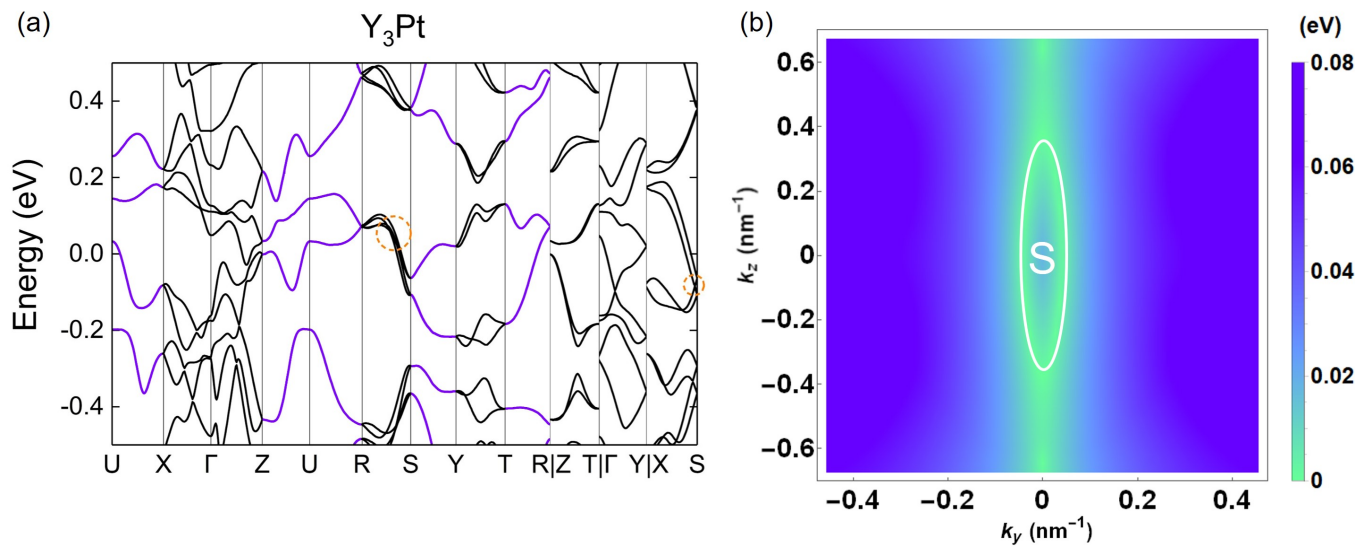 (a)
Y₃Pt
Energy (eV)
0.4
0.2
0.0
-0.2
-0.4
U X Γ Z U R S Y T R|Z T|Γ Y|X S
(b)
(eV)
0.6
0.4
0.2
0
−0.2
−0.4
−0.6
k_z (nm⁻¹)
S
−0.4 −0.2 0 0.2 0.4
k_y (nm⁻¹)
0.08
0.06
0.04
0.02
0